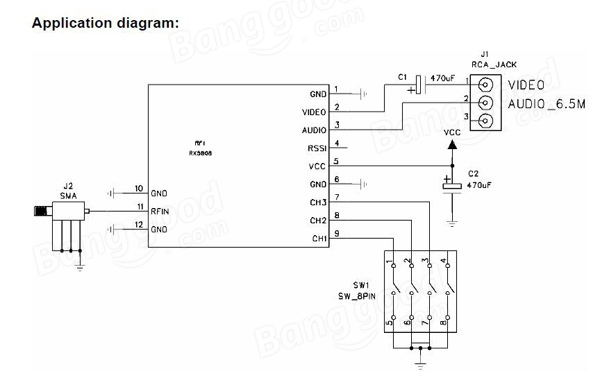 Application diagram:
J1
RCA_JACK
C1 470uF
1 VIDEO
2 AUDIO_6.5M
3
GND 1
VIDEO 2
AUDIO 3
RSSI 4
VCC 5
GND 6
CH3 7
CH2 8
CH1 9
RF1
RX5808
VCC
C2
470uF
J2
SMA
10 GND
11 RFIN
12 GND
SW1
SW_8PIN
1 2 3 4
5 6 7 8
Banggood.com
Banggood.com
Banggood.com
Banggood.com